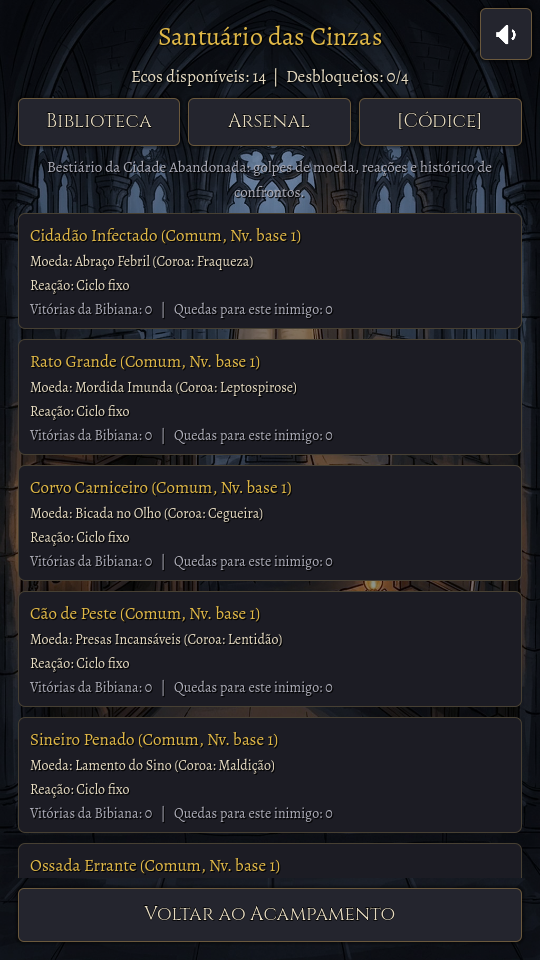 Santuário das Cinzas
Ecos disponíveis: 14 | Desbloqueios: 0/4
Biblioteca
Arsenal
[Códice]
Bestiário da Cidade Abandonada: golpes de moeda, reações e histórico de
confrontos.
Cidadão Infectado (Comum, Nv. base 1)
Moeda: Abraço Febril (Coroa: Fraqueza)
Reação: Ciclo fixo
Vitórias da Bibiana: 0 | Quedas para este inimigo: 0
Rato Grande (Comum, Nv. base 1)
Moeda: Mordida Imunda (Coroa: Leptospirose)
Reação: Ciclo fixo
Vitórias da Bibiana: 0 | Quedas para este inimigo: 0
Corvo Carniceiro (Comum, Nv. base 1)
Moeda: Bicada no Olho (Coroa: Cegueira)
Reação: Ciclo fixo
Vitórias da Bibiana: 0 | Quedas para este inimigo: 0
Cão de Peste (Comum, Nv. base 1)
Moeda: Presas Incansáveis (Coroa: Lentidão)
Reação: Ciclo fixo
Vitórias da Bibiana: 0 | Quedas para este inimigo: 0
Sineiro Penado (Comum, Nv. base 1)
Moeda: Lamento do Sino (Coroa: Maldição)
Reação: Ciclo fixo
Vitórias da Bibiana: 0 | Quedas para este inimigo: 0
Ossada Errante (Comum, Nv. base 1)
Voltar ao Acampamento